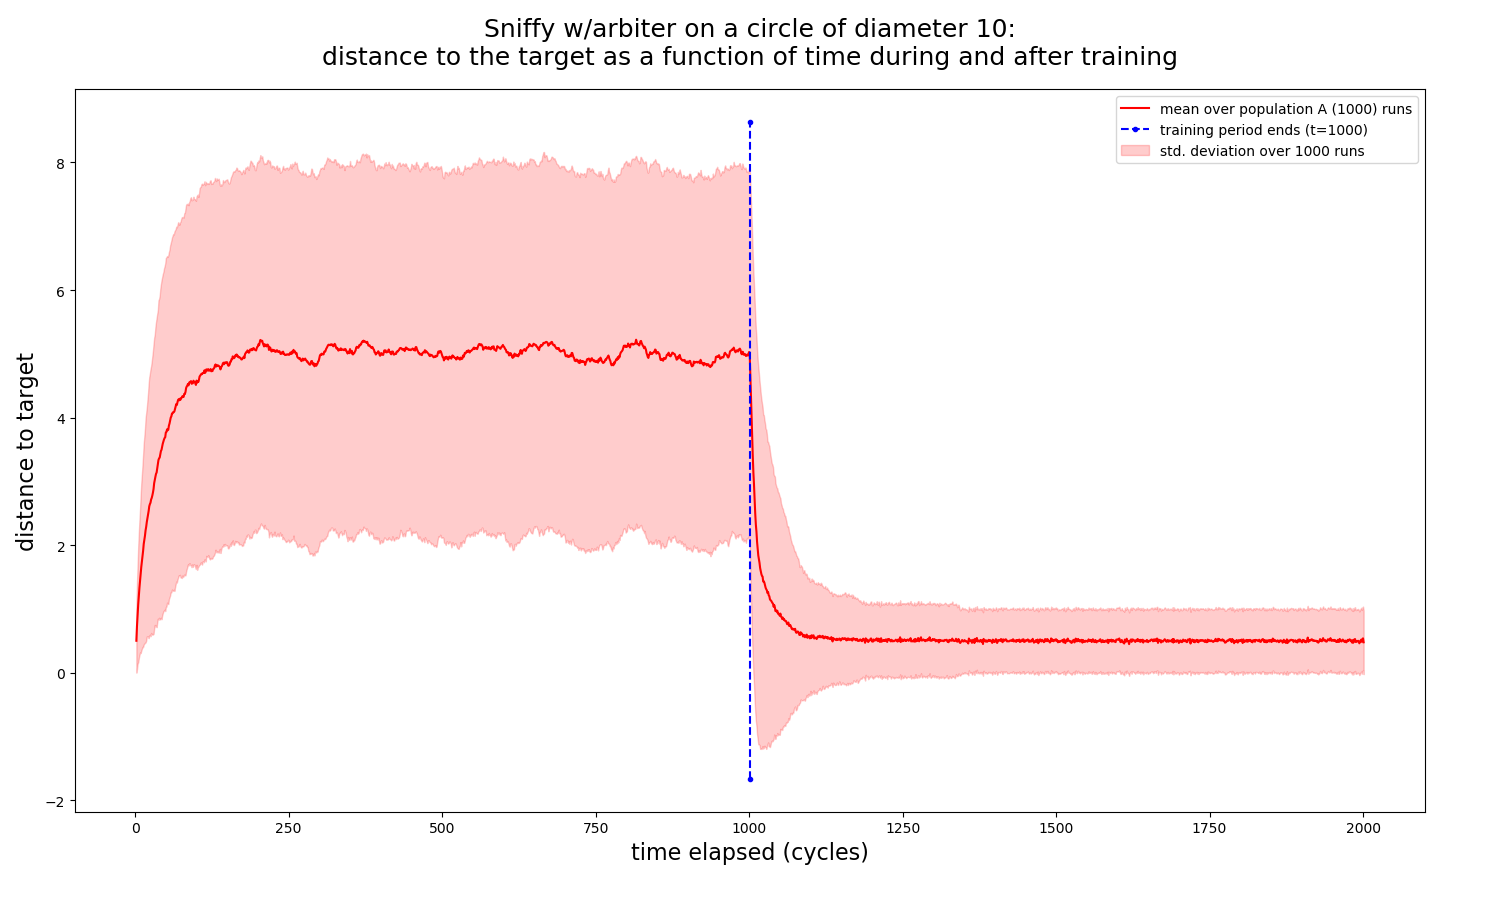 Sniffy w/arbiter on a circle of diameter 10:
distance to the target as a function of time during and after training
mean over population A (1000) runs
training period ends (t=1000)
std. deviation over 1000 runs
distance to target
8
6
4
2
0
−2
0 250 500 750 1000 1250 1500 1750 2000
time elapsed (cycles)